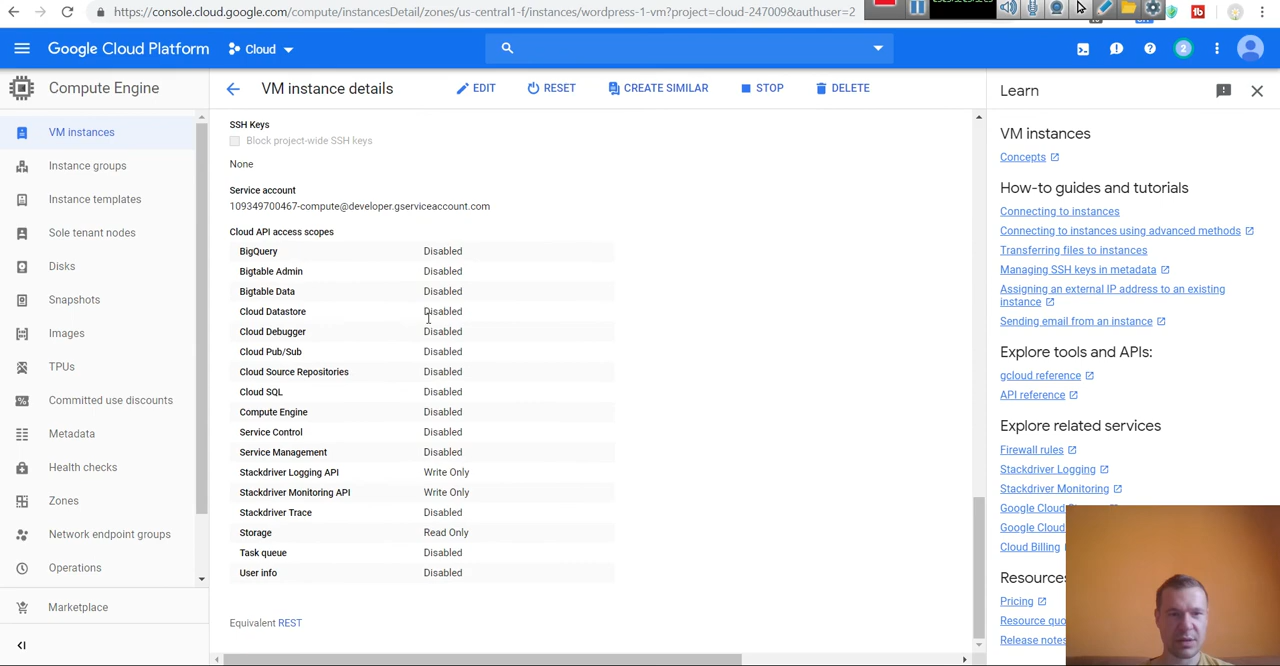 https://console.cloud.google.com/compute/instancesDetail/zones/us-central1-f/instances/wordpress-1-vm?project=cloud-247009&authuser=2
Google Cloud Platform
Cloud
2
Compute Engine
VM instance details
EDIT
RESET
CREATE SIMILAR
STOP
DELETE
Learn
VM instances
Instance groups
Instance templates
Sole tenant nodes
Disks
Snapshots
Images
TPUs
Committed use discounts
Metadata
Health checks
Zones
Network endpoint groups
Operations
Marketplace
SSH Keys
Block project-wide SSH keys
None
Service account
109349700467-compute@developer.gserviceaccount.com
Cloud API access scopes
BigQuery Disabled
Bigtable Admin Disabled
Bigtable Data Disabled
Cloud Datastore Disabled
Cloud Debugger Disabled
Cloud Pub/Sub Disabled
Cloud Source Repositories Disabled
Cloud SQL Disabled
Compute Engine Disabled
Service Control Disabled
Service Management Disabled
Stackdriver Logging API Write Only
Stackdriver Monitoring API Write Only
Stackdriver Trace Disabled
Storage Read Only
Task queue Disabled
User info Disabled
Equivalent REST
VM instances
Concepts
How-to guides and tutorials
Connecting to instances
Connecting to instances using advanced methods
Transferring files to instances
Managing SSH keys in metadata
Assigning an external IP address to an existing
instance
Sending email from an instance
Explore tools and APIs:
gcloud reference
API reference
Explore related services
Firewall rules
Stackdriver Logging
Stackdriver Monitoring
Google Cloud
Google Cloud
Cloud Billing
Resources
Pricing
Resource quo
Release notes